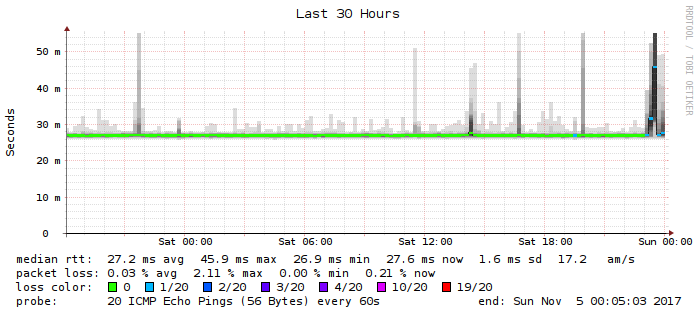 Last 30 Hours
RRDTOOL / TOBI OETIKER
Seconds
50 m
40 m
30 m
20 m
10 m
0
Sat 00:00 Sat 06:00 Sat 12:00 Sat 18:00 Sun 00:00
median rtt: 27.2 ms avg 45.9 ms max 26.9 ms min 27.6 ms now 1.6 ms sd 17.2 am/s
packet loss: 0.03 % avg 2.11 % max 0.00 % min 0.21 % now
loss color: 0 1/20 2/20 3/20 4/20 10/20 19/20
probe: 20 ICMP Echo Pings (56 Bytes) every 60s end: Sun Nov 5 00:05:03 2017